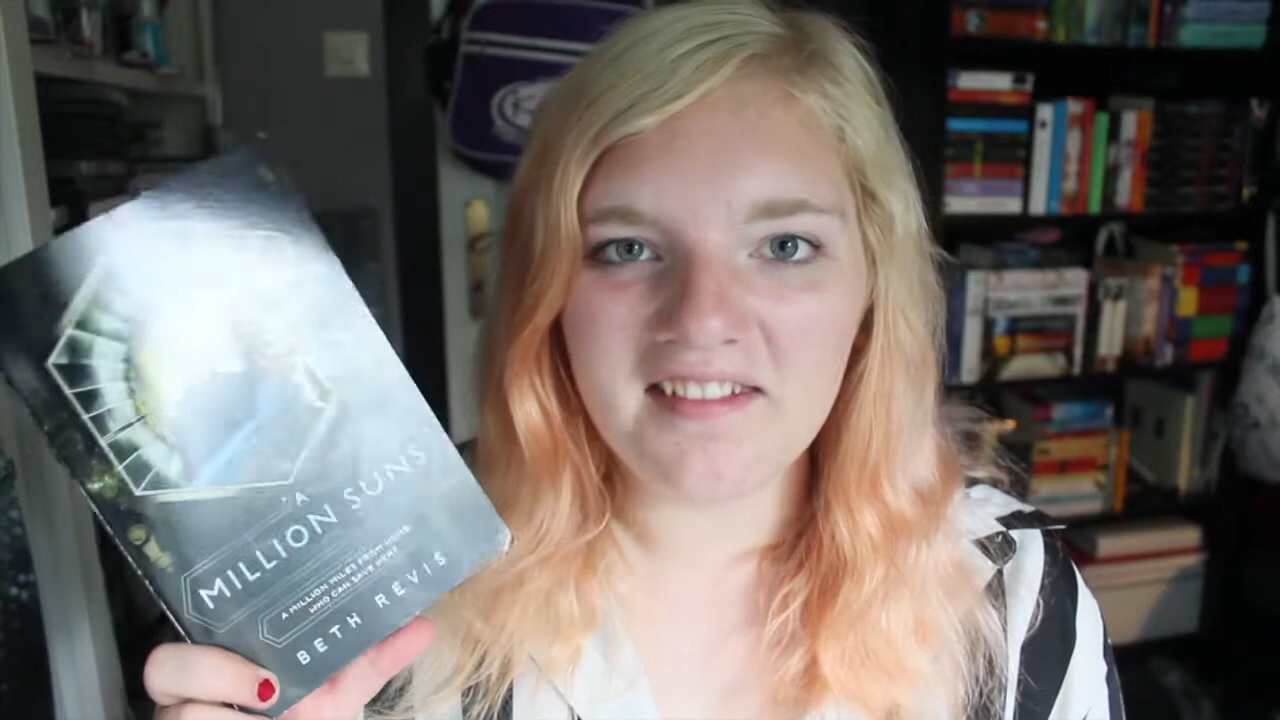 A
MILLION SUNS
A MILLION MILES FROM HOME
WHO CAN SAVE HER?
BETH REVIS